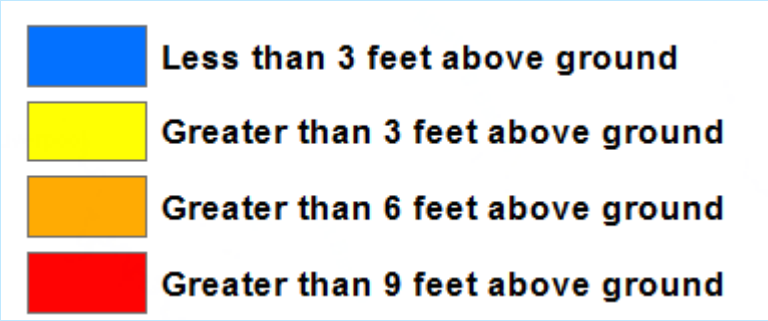 Less than 3 feet above ground
Greater than 3 feet above ground
Greater than 6 feet above ground
Greater than 9 feet above ground